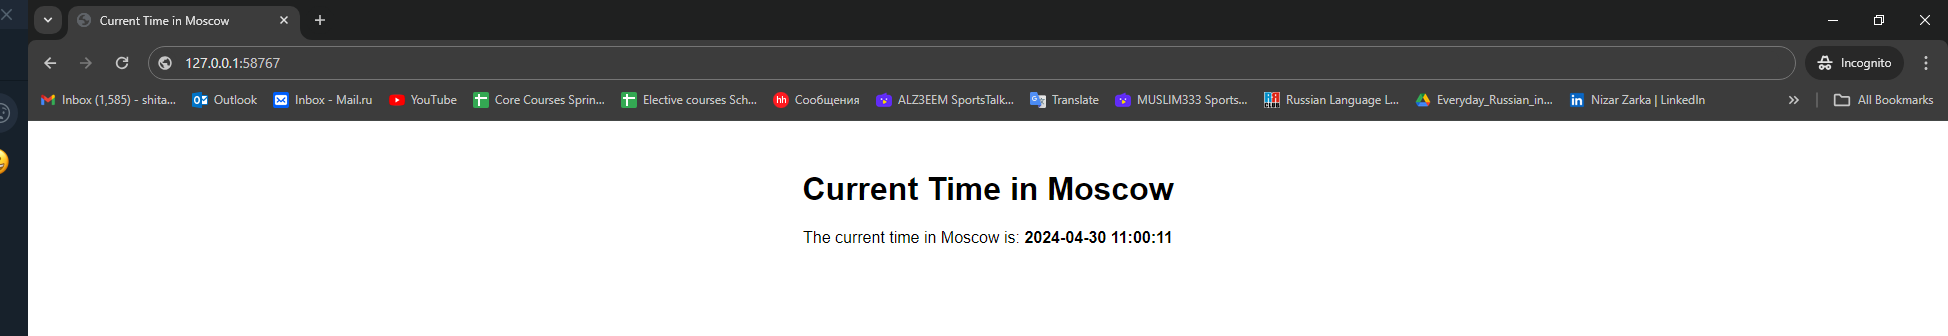 Current Time in Moscow
127.0.0.1:58767
Incognito
Inbox (1,585) - shita... Outlook Inbox - Mail.ru YouTube Core Courses Sprin... Elective courses Sch... hh Сообщения ALZ3EEM SportsTalk... Translate MUSLIM333 Sports... Russian Language L... Everyday_Russian_in... in Nizar Zarka | LinkedIn » All Bookmarks
Current Time in Moscow
The current time in Moscow is: 2024-04-30 11:00:11